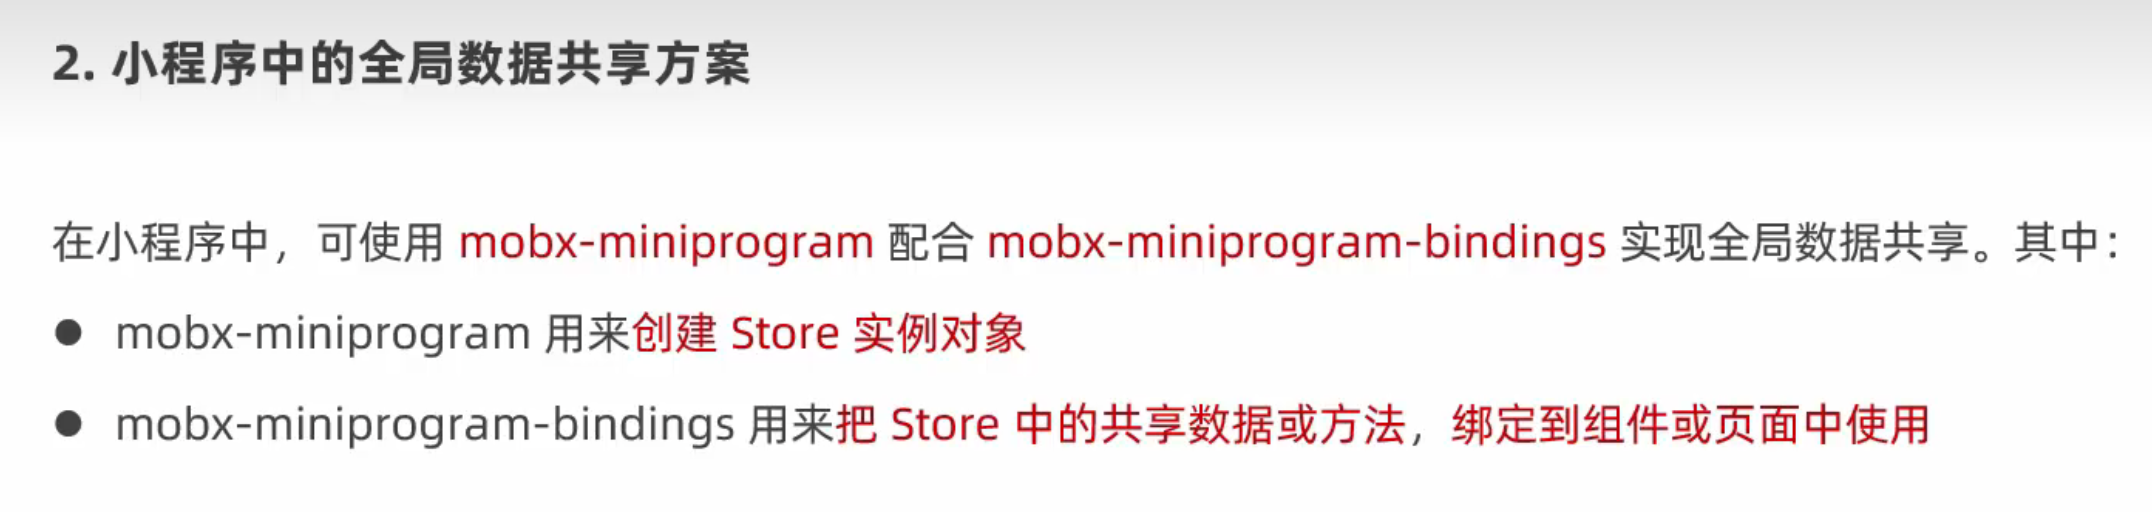 2. 小程序中的全局数据共享方案
在小程序中，可使用 mobx-miniprogram 配合 mobx-miniprogram-bindings 实现全局数据共享。其中：
● mobx-miniprogram 用来创建 Store 实例对象
● mobx-miniprogram-bindings 用来把 Store 中的共享数据或方法，绑定到组件或页面中使用